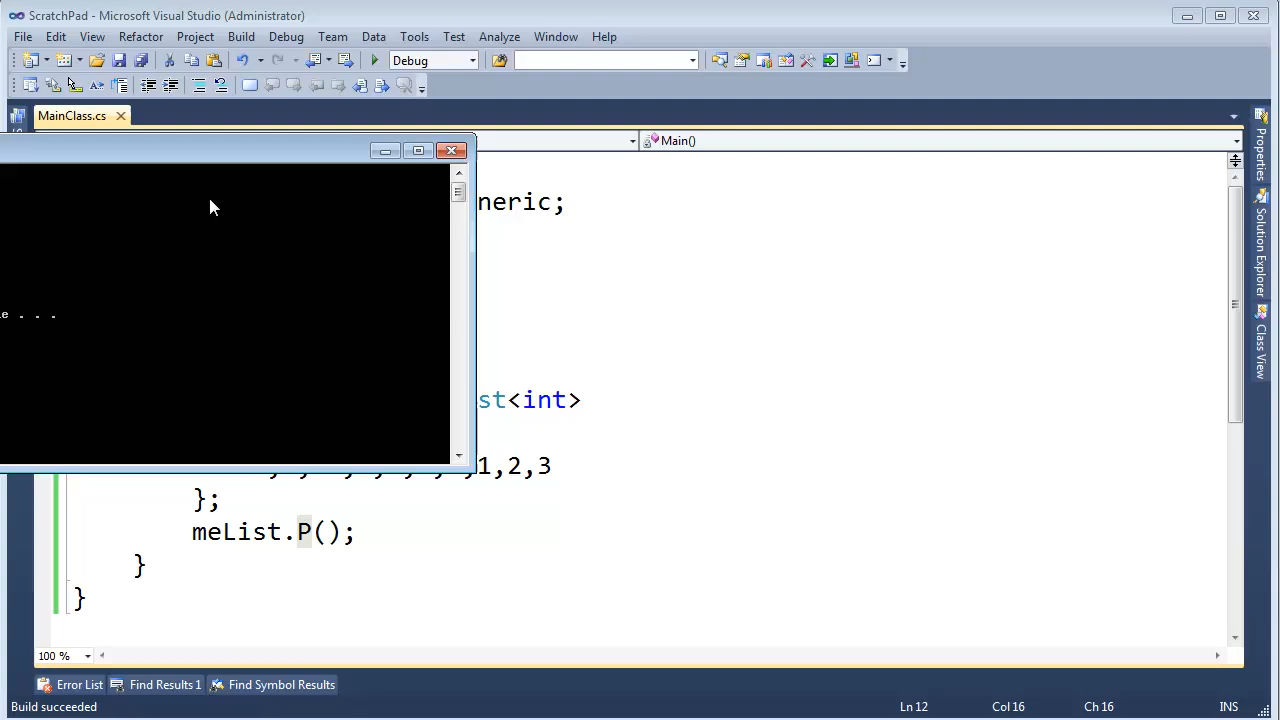 ScratchPad - Microsoft Visual Studio (Administrator)
File Edit View Refactor Project Build Debug Team Data Tools Test Analyze Window Help
Debug
MainClass.cs
Main()
neric;
e . . .
st<int>
1,2,3
};
meList.P();
}
}
100 %
Error List Find Results 1 Find Symbol Results
Build succeeded Ln 12 Col 16 Ch 16 INS
Properties
Solution Explorer
Class View